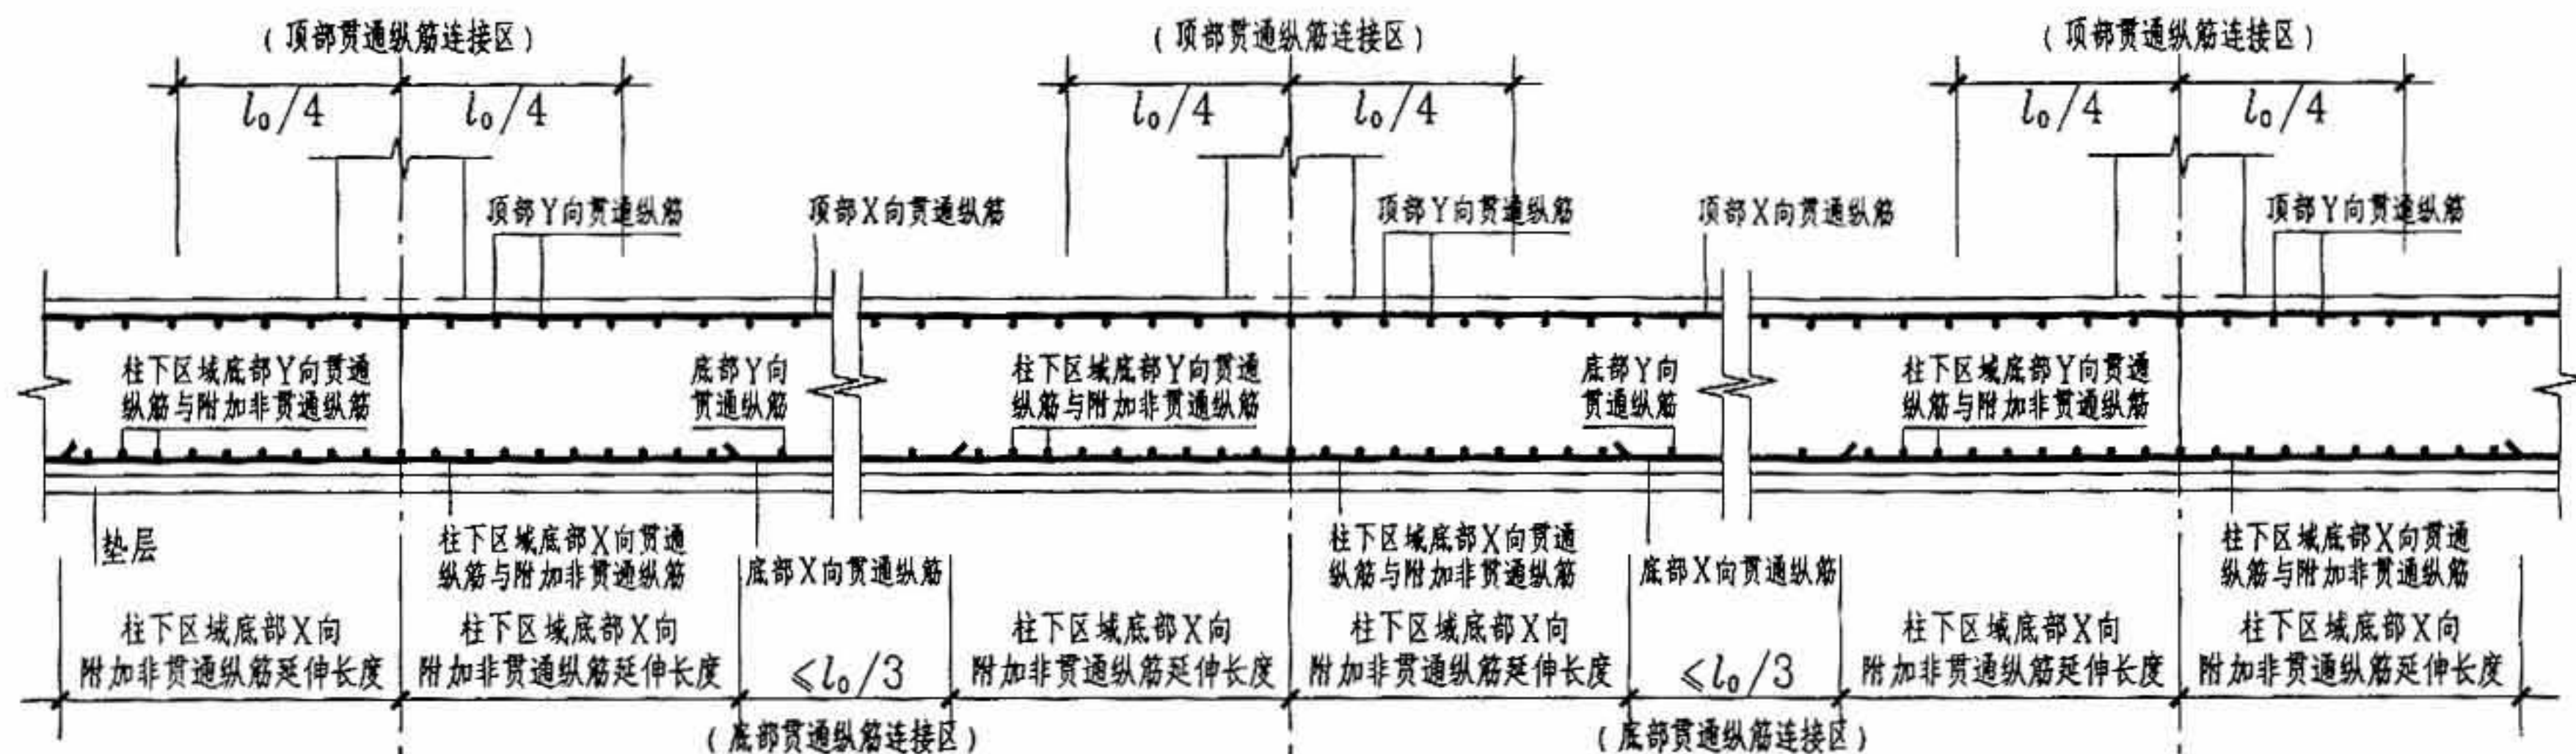 (顶部贯通纵筋连接区)
(顶部贯通纵筋连接区)
(顶部贯通纵筋连接区)
l₀/4
l₀/4
l₀/4
l₀/4
l₀/4
l₀/4
顶部Y向贯通纵筋
顶部X向贯通纵筋
顶部Y向贯通纵筋
顶部X向贯通纵筋
顶部Y向贯通纵筋
柱下区域底部Y向贯通
纵筋与附加非贯通纵筋
底部Y向
贯通纵筋
柱下区域底部Y向贯通
纵筋与附加非贯通纵筋
底部Y向
贯通纵筋
柱下区域底部Y向贯通
纵筋与附加非贯通纵筋
垫层
柱下区域底部X向贯通
纵筋与附加非贯通纵筋
底部X向贯通纵筋
柱下区域底部X向贯通
纵筋与附加非贯通纵筋
底部X向贯通纵筋
柱下区域底部X向贯通
纵筋与附加非贯通纵筋
柱下区域底部X向
附加非贯通纵筋延伸长度
柱下区域底部X向
附加非贯通纵筋延伸长度
≤l₀/3
柱下区域底部X向
附加非贯通纵筋延伸长度
柱下区域底部X向
附加非贯通纵筋延伸长度
≤l₀/3
柱下区域底部X向
附加非贯通纵筋延伸长度
柱下区域底部X向
附加非贯通纵筋延伸长度
(底部贯通纵筋连接区)
(底部贯通纵筋连接区)